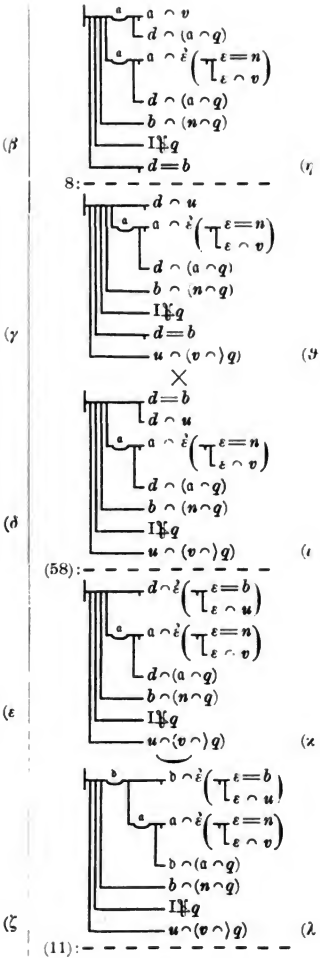 a
a ⌢ v
d ⌢ (a ⌢ q)
a
a ⌢ ἐ( ε = n
ε ⌢ v )
d ⌢ (a ⌢ q)
b ⌢ (n ⌢ q)
(β
I q
d = b
(η
8:
d ⌢ u
a
a ⌢ ἐ( ε = n
ε ⌢ v )
d ⌢ (a ⌢ q)
b ⌢ (n ⌢ q)
I q
d = b
(γ
u ⌢ (v ⌢ ⟩ q)
(ϑ
×
d = b
d ⌢ u
a
a ⌢ ἐ( ε = n
ε ⌢ v )
d ⌢ (a ⌢ q)
b ⌢ (n ⌢ q)
(δ
I q
u ⌢ (v ⌢ ⟩ q)
(ι
(58):
d ⌢ ἐ( ε = b
ε ⌢ u )
a
a ⌢ ἐ( ε = n
ε ⌢ v )
d ⌢ (a ⌢ q)
b ⌢ (n ⌢ q)
(ε
I q
u ⌢ (v ⌢ ⟩ q)
(κ
b
b ⌢ ἐ( ε = b
ε ⌢ u )
a
a ⌢ ἐ( ε = n
ε ⌢ v )
b ⌢ (a ⌢ q)
b ⌢ (n ⌢ q)
I q
(ζ
u ⌢ (v ⌢ ⟩ q)
(λ
(11):